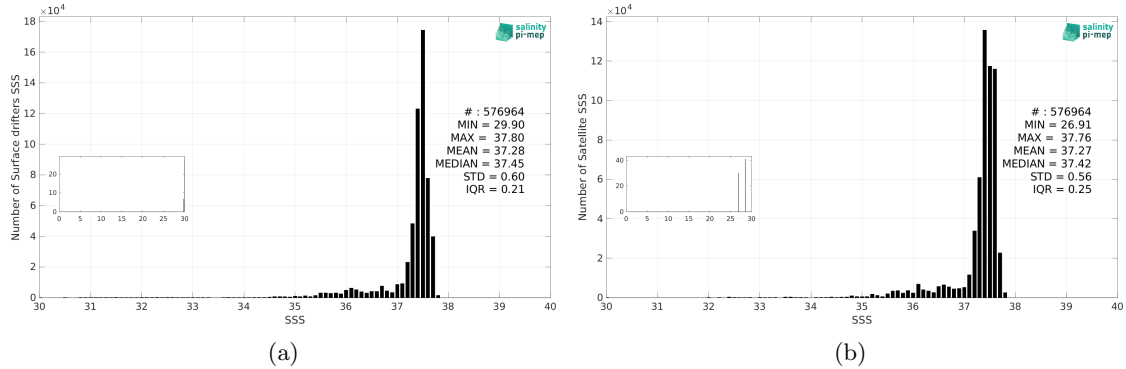 ×10⁴
18
16
14
12
10
8
6
4
2
0
Number of Surface drifters SSS
salinity
pi-mep
# : 576964
MIN = 29.90
MAX = 37.80
MEAN = 37.28
MEDIAN = 37.45
STD = 0.60
IQR = 0.21
20
10
0
0 5 10 15 20 25 30
30 31 32 33 34 35 36 37 38 39 40
SSS
(a)
×10⁴
14
12
10
8
6
4
2
0
Number of Satellite SSS
salinity
pi-mep
# : 576964
MIN = 26.91
MAX = 37.76
MEAN = 37.27
MEDIAN = 37.42
STD = 0.56
IQR = 0.25
40
20
0
0 5 10 15 20 25 30
30 31 32 33 34 35 36 37 38 39 40
SSS
(b)